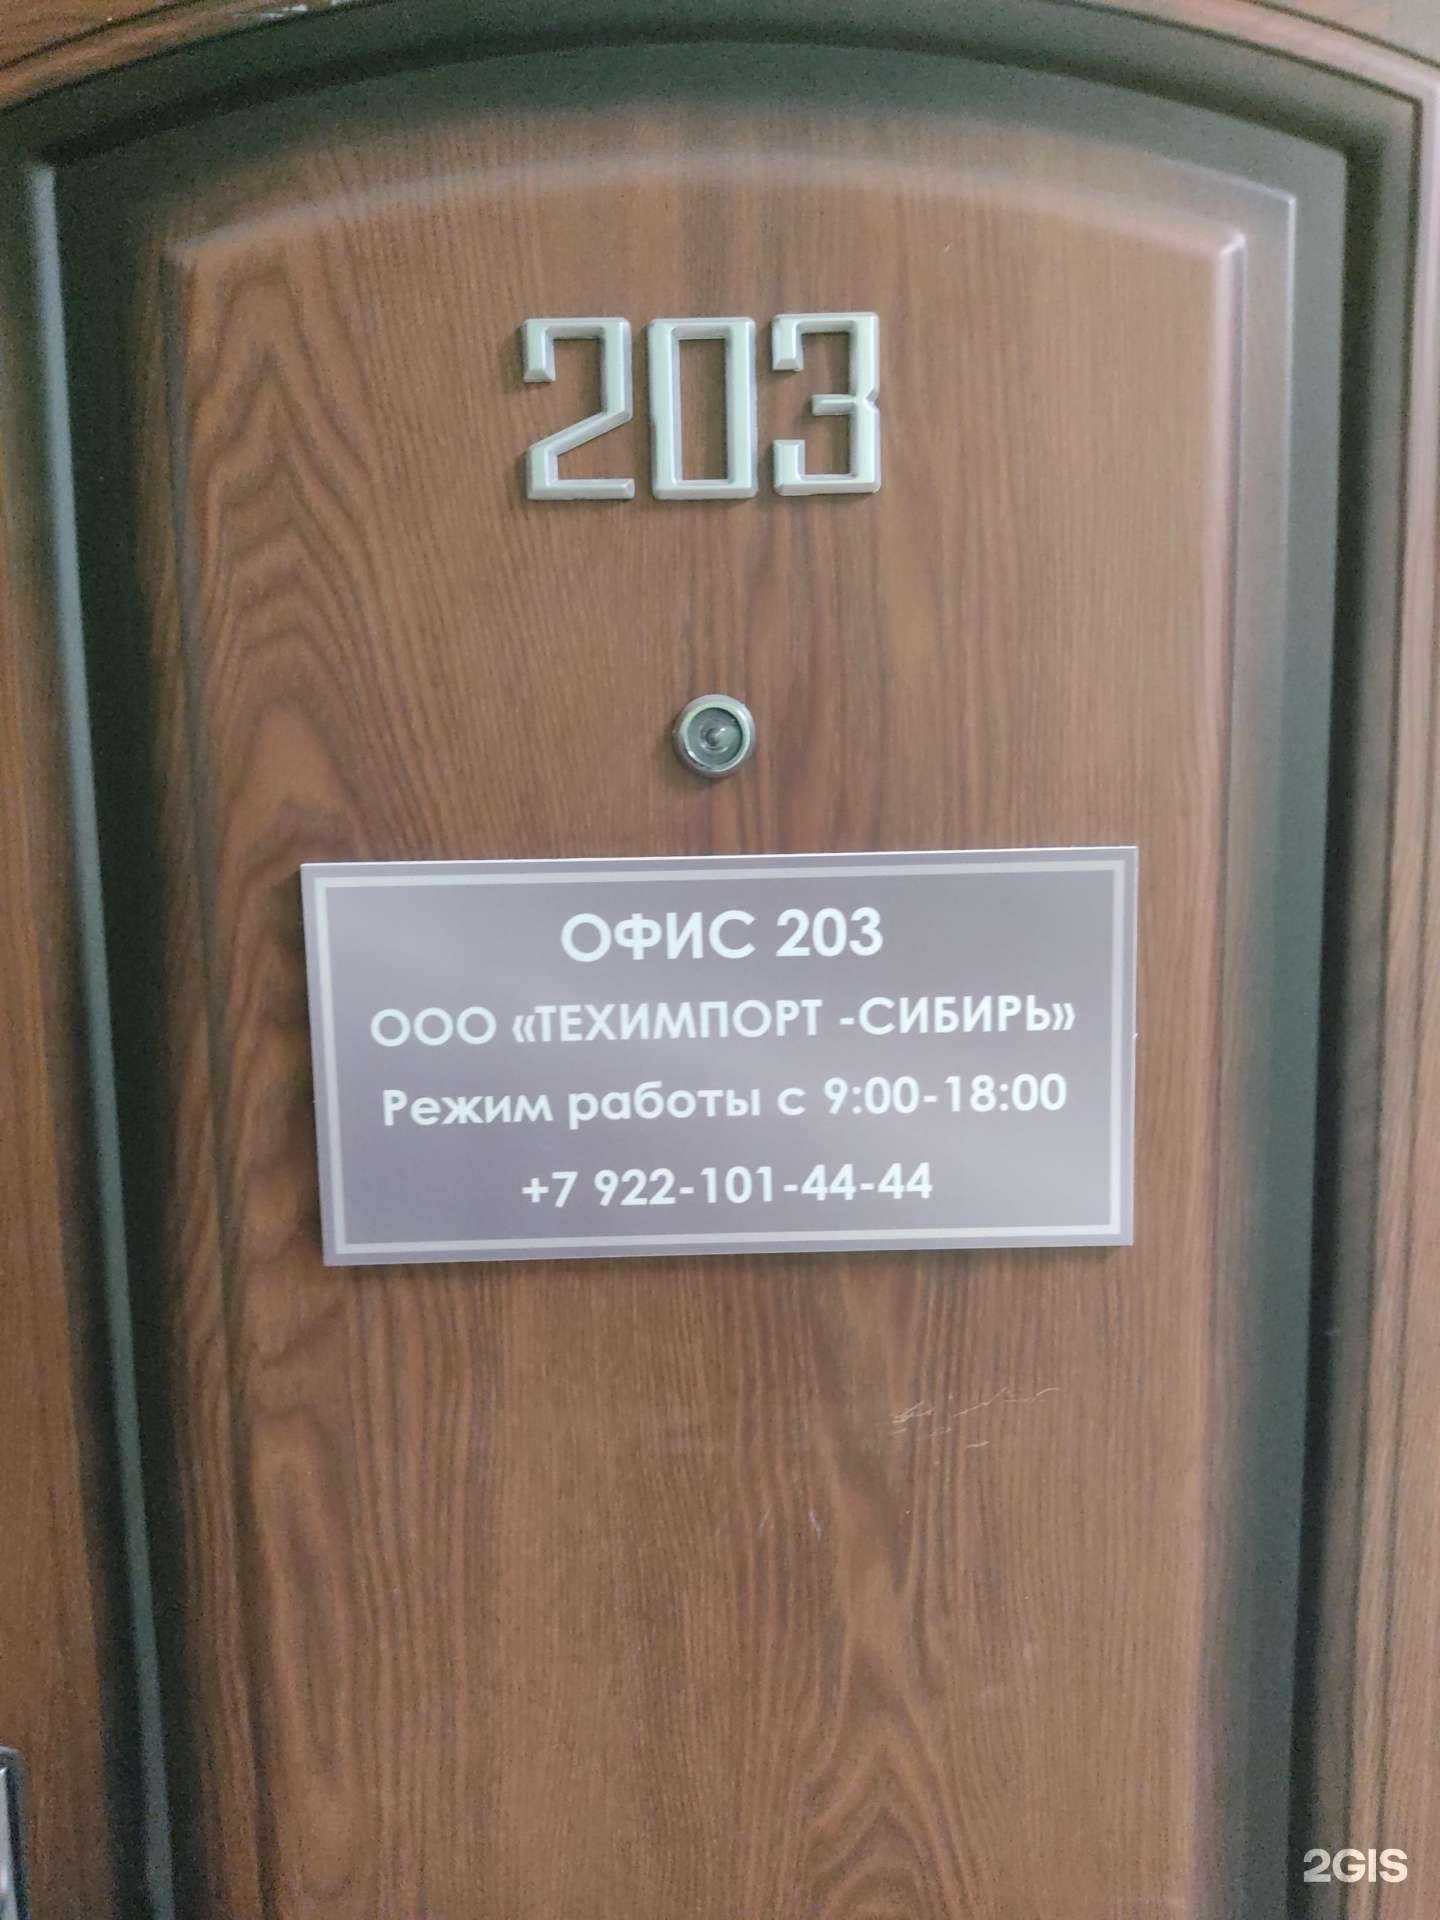 203
ОФИС 203
ООО «ТЕХИМПОРТ -СИБИРЬ»
Режим работы с 9:00-18:00
+7 922-101-44-44
2GIS